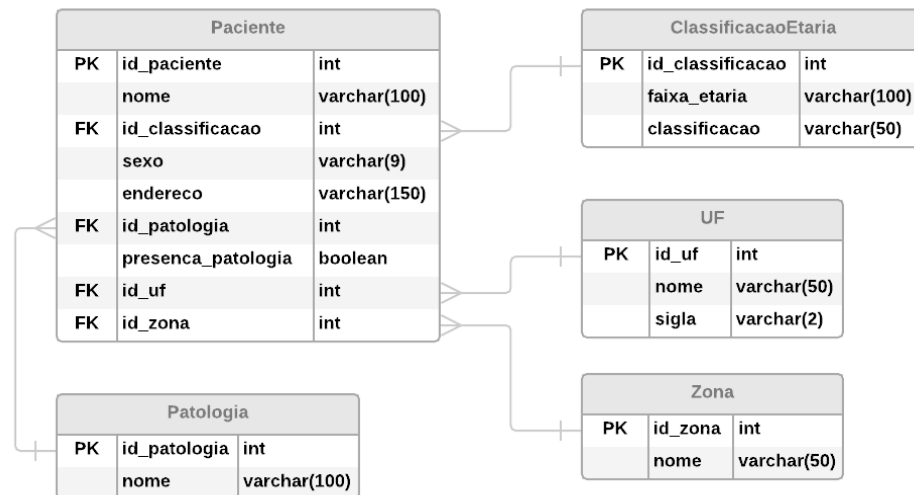 Paciente
PK id_paciente int
nome varchar(100)
FK id_classificacao int
sexo varchar(9)
endereco varchar(150)
FK id_patologia int
presenca_patologia boolean
FK id_uf int
FK id_zona int
ClassificacaoEtaria
PK id_classificacao int
faixa_etaria varchar(100)
classificacao varchar(50)
UF
PK id_uf int
nome varchar(50)
sigla varchar(2)
Patologia
PK id_patologia int
nome varchar(100)
Zona
PK id_zona int
nome varchar(50)